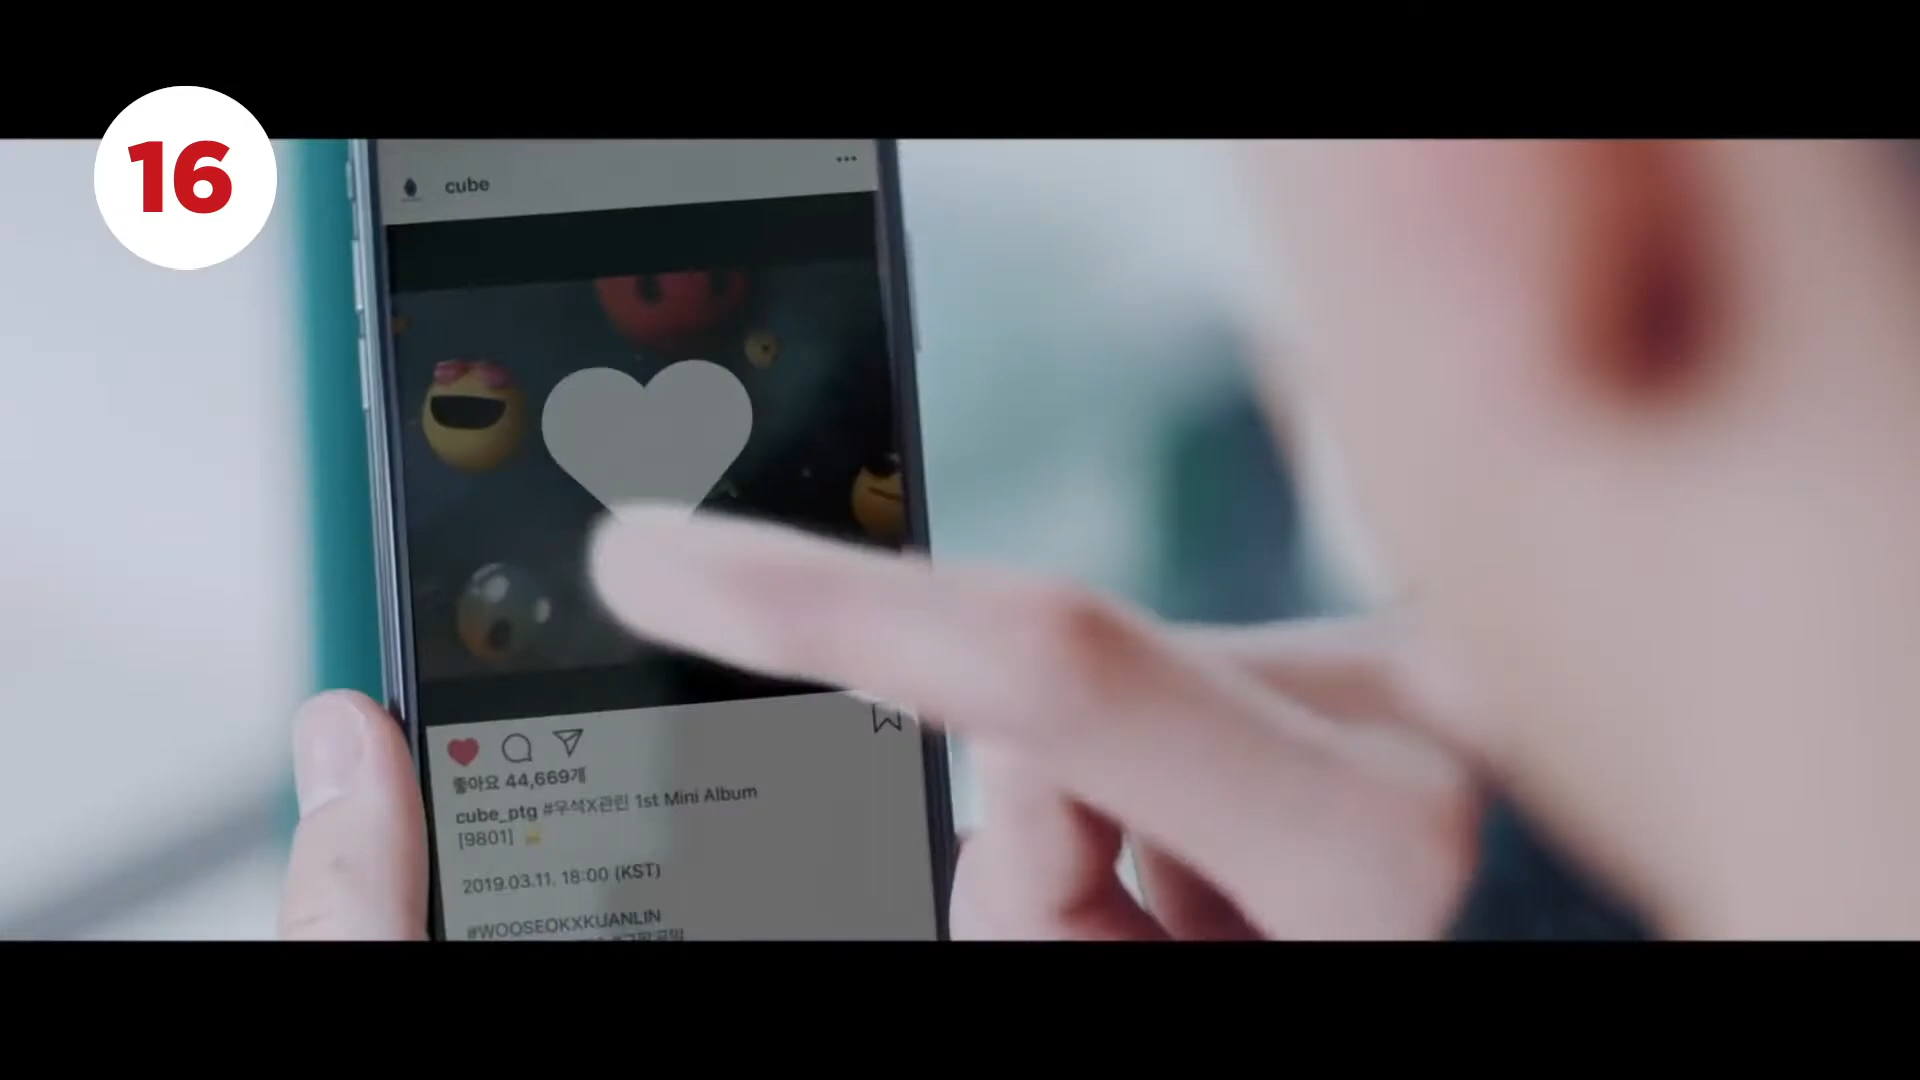 16
cube
좋아요 44,669개
cube_ptg #우석X관린 1st Mini Album
[9801]
2019.03.11. 18:00 (KST)
#WOOSEOKXKUANLIN